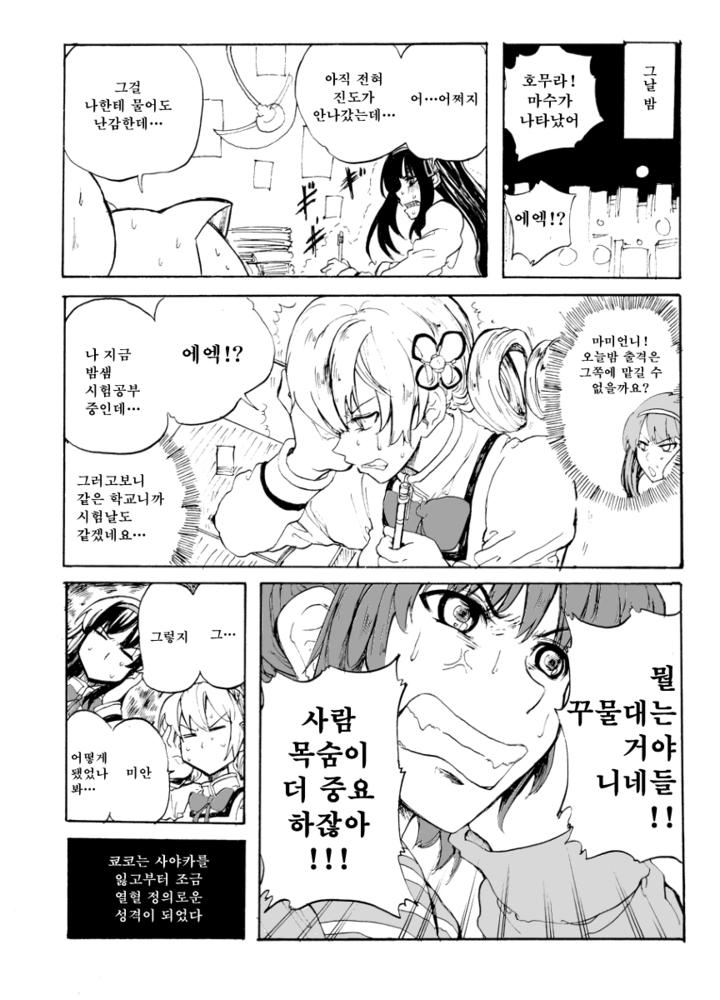 그날 밤
호무라!
마수가
나타났어
에엑!?
어…어쩌지
아직 전혀
진도가
안나갔는데…
그걸
나한테 물어도
난감한데…
ギギギ
마미언니!
오늘밤 출격은
그쪽에 맡길 수
없을까요?
에엑!?
나 지금
밤샘
시험공부
중인데…
그러고보니
같은 학교니까
시험날도
같겠네요…
뭘
꾸물대는
거야
니네들
!!
사람
목숨이
더 중요
하잖아
!!!
그…
그렇지
미안
어떻게
됐었나
봐…
쿄코는 사야카를
잃고부터 조금
열혈 정의로운
성격이 되었다